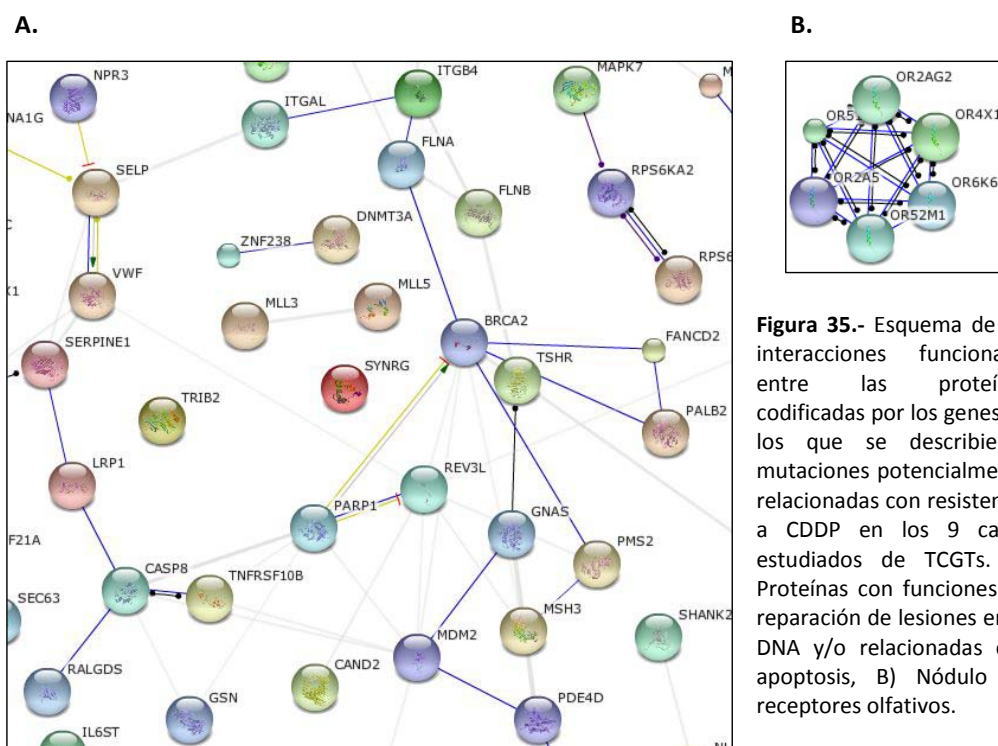 A.
B.
NPR3
ITGB4
MAPK7
M
ITGAL
NA1G
FLNA
SELP
RPS6KA2
FLNB
DNMT3A
ZNF238
RPS6
VWF
X1
MLL5
MLL3
BRCA2
FANCD2
SERPINE1
TSHR
SYNRG
TRIB2
PALB2
LRP1
REV3L
PARP1
GNAS
F21A
PMS2
CASP8
TNFRSF10B
SEC63
MSH3
SHANK2
MDM2
RALGDS
CAND2
GSN
PDE4D
IL6ST
OR2AG2
OR51
OR4X1
OR2A5
OR6K6
OR52M1
Figura 35.- Esquema de
interacciones funciona
entre las proteí
codificadas por los genes
los que se describie
mutaciones potencialme
relacionadas con resisten
a CDDP en los 9 ca
estudiados de TCGTs.
Proteínas con funciones
reparación de lesiones en
DNA y/o relacionadas
apoptosis, B) Nódulo
receptores olfativos.